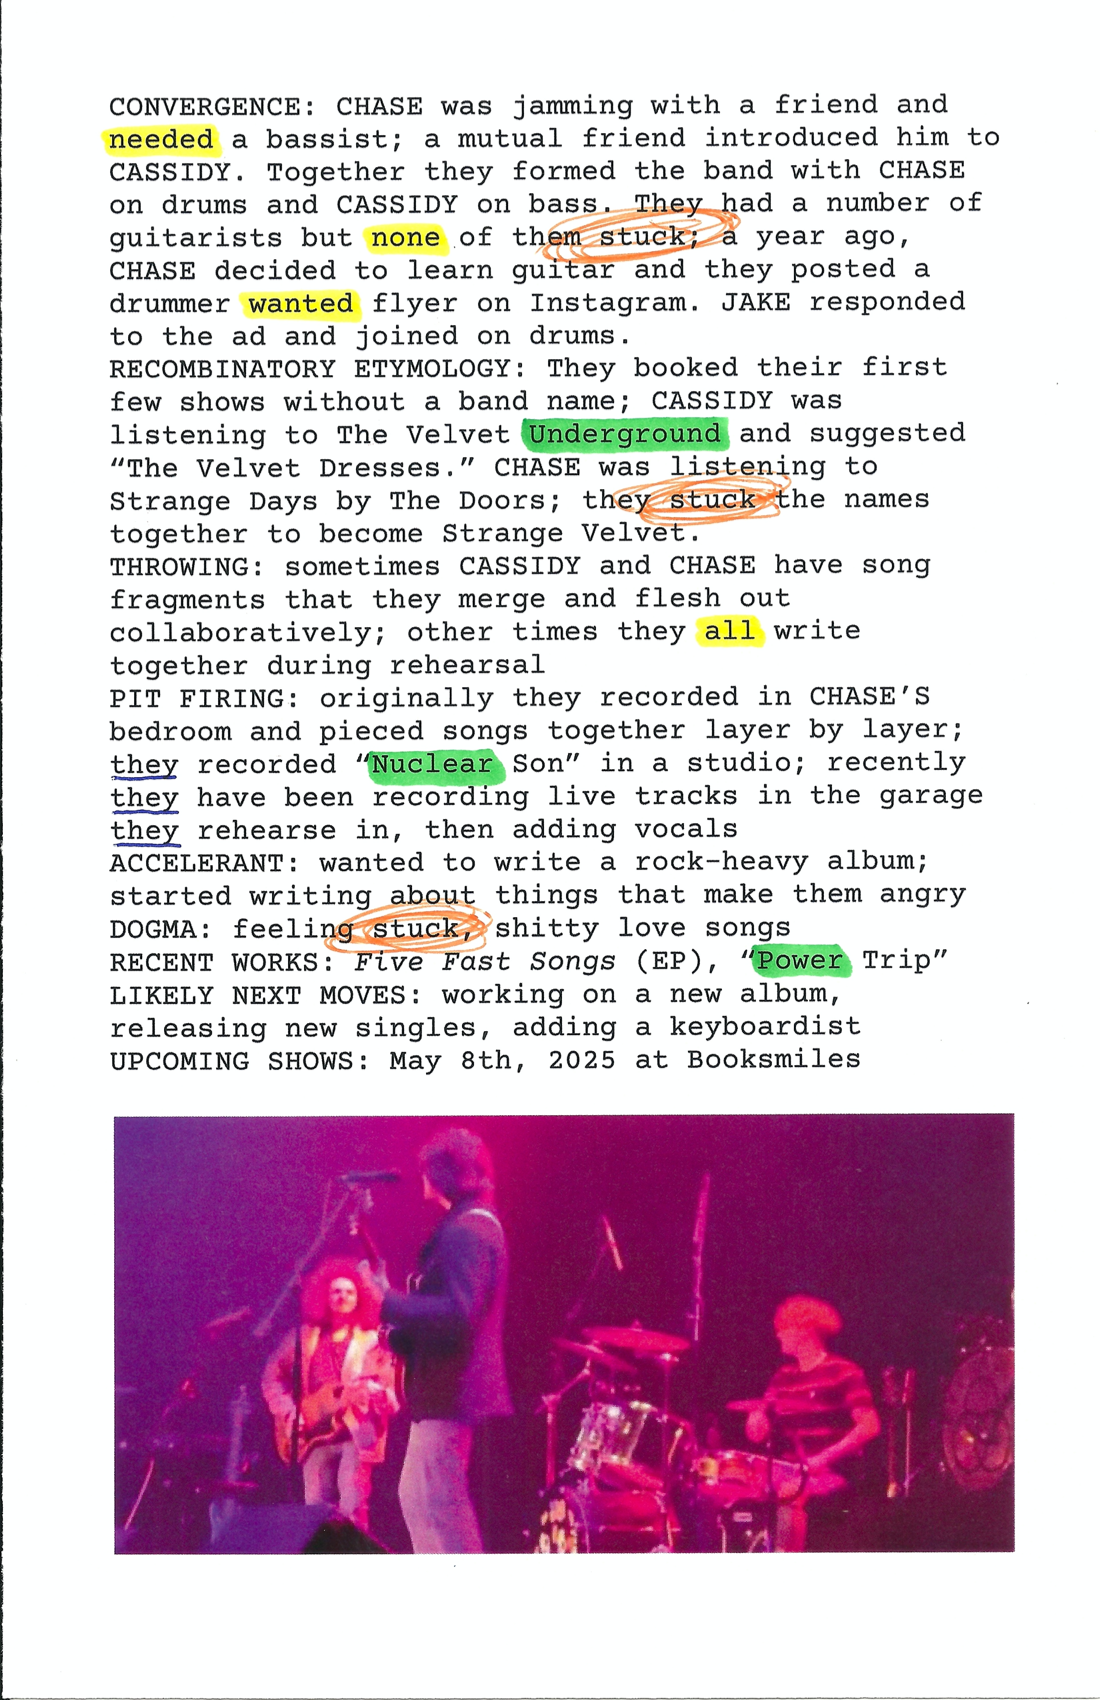 CONVERGENCE: CHASE was jamming with a friend and
needed a bassist; a mutual friend introduced him to
CASSIDY. Together they formed the band with CHASE
on drums and CASSIDY on bass. They had a number of
guitarists but none of them stuck; a year ago,
CHASE decided to learn guitar and they posted a
drummer wanted flyer on Instagram. JAKE responded
to the ad and joined on drums.
RECOMBINATORY ETYMOLOGY: They booked their first
few shows without a band name; CASSIDY was
listening to The Velvet Underground and suggested
“The Velvet Dresses.” CHASE was listening to
Strange Days by The Doors; they stuck the names
together to become Strange Velvet.
THROWING: sometimes CASSIDY and CHASE have song
fragments that they merge and flesh out
collaboratively; other times they all write
together during rehearsal
PIT FIRING: originally they recorded in CHASE’S
bedroom and pieced songs together layer by layer;
they recorded “Nuclear Son” in a studio; recently
they have been recording live tracks in the garage
they rehearse in, then adding vocals
ACCELERANT: wanted to write a rock-heavy album;
started writing about things that make them angry
DOGMA: feeling stuck, shitty love songs
RECENT WORKS: Five Fast Songs (EP), “Power Trip”
LIKELY NEXT MOVES: working on a new album,
releasing new singles, adding a keyboardist
UPCOMING SHOWS: May 8th, 2025 at Booksmiles